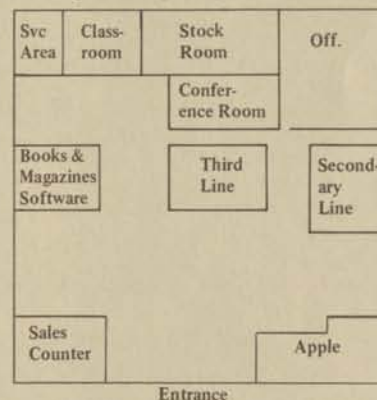 Svc
Area
Class-
room
Stock
Room
Off.
Confer-
ence Room
Books &
Magazines
Software
Third
Line
Second-
ary
Line
Sales
Counter
Apple
Entrance